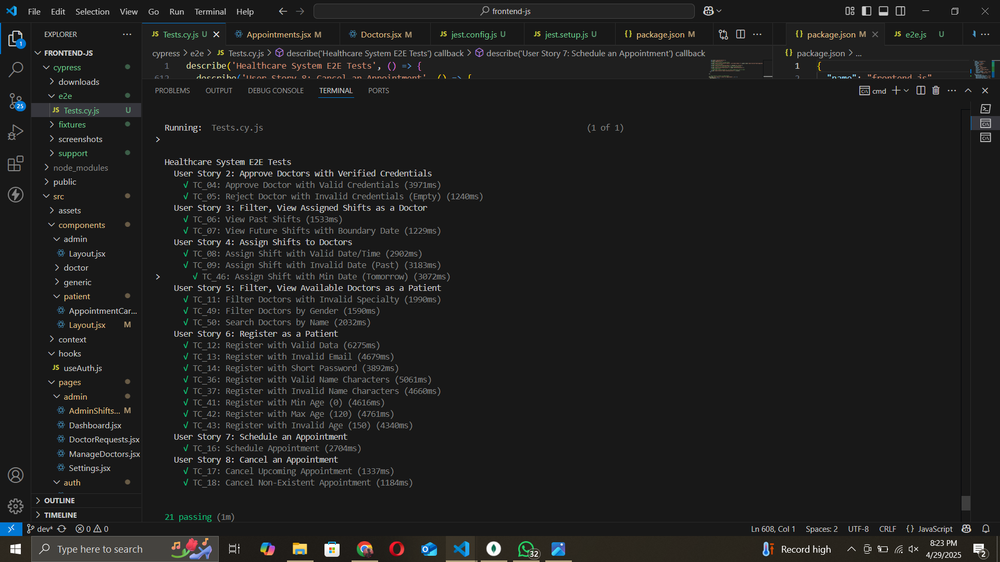 File Edit Selection View Go Run Terminal Help
frontend-js
EXPLORER
FRONTEND-JS
cypress
downloads
e2e
Tests.cy.js U
fixtures
screenshots
support
node_modules
public
src
assets
components
admin
Layout.jsx
doctor
generic
patient
AppointmentCar...
Layout.jsx M
context
hooks
useAuth.js
pages
admin
AdminShifts... M
Dashboard.jsx
DoctorRequests.jsx
ManageDoctors.jsx
Settings.jsx
auth
OUTLINE
TIMELINE
1
25
Tests.cy.js U
Appointments.jsx M
Doctors.jsx M
jest.config.js U
jest.setup.js U
package.json M
package.json M
e2e.js U
cypress > e2e > JS Tests.cy.js > describe('Healthcare System E2E Tests') callback > describe('User Story 7: Schedule an Appointment') callback
1 describe('Healthcare System E2E Tests', () => {
612 describe('User Story 8: Cancel an Appointment', () => {
{} package.json > ...
1 {
2 "name": "frontend-js"
PROBLEMS OUTPUT DEBUG CONSOLE TERMINAL PORTS
cmd
Running: Tests.cy.js (1 of 1)
>
Healthcare System E2E Tests
User Story 2: Approve Doctors with Verified Credentials
√ TC_04: Approve Doctor with Valid Credentials (3971ms)
√ TC_05: Reject Doctor with Invalid Credentials (Empty) (1240ms)
User Story 3: Filter, View Assigned Shifts as a Doctor
√ TC_06: View Past Shifts (1533ms)
√ TC_07: View Future Shifts with Boundary Date (1229ms)
User Story 4: Assign Shifts to Doctors
√ TC_08: Assign Shift with Valid Date/Time (2902ms)
√ TC_09: Assign Shift with Invalid Date (Past) (3183ms)
> √ TC_46: Assign Shift with Min Date (Tomorrow) (3072ms)
User Story 5: Filter, View Available Doctors as a Patient
√ TC_11: Filter Doctors with Invalid Specialty (1990ms)
√ TC_49: Filter Doctors by Gender (1590ms)
√ TC_50: Search Doctors by Name (2032ms)
User Story 6: Register as a Patient
√ TC_12: Register with Valid Data (6275ms)
√ TC_13: Register with Invalid Email (4679ms)
√ TC_14: Register with Short Password (3892ms)
√ TC_36: Register with Valid Name Characters (5061ms)
√ TC_37: Register with Invalid Name Characters (4660ms)
√ TC_41: Register with Min Age (0) (4616ms)
√ TC_42: Register with Max Age (120) (4761ms)
√ TC_43: Register with Invalid Age (150) (4340ms)
User Story 7: Schedule an Appointment
√ TC_16: Schedule Appointment (2704ms)
User Story 8: Cancel an Appointment
√ TC_17: Cancel Upcoming Appointment (1337ms)
√ TC_18: Cancel Non-Existent Appointment (1184ms)
21 passing (1m)
dev* 0 0
Ln 608, Col 1 Spaces: 2 UTF-8 CRLF {} JavaScript
Type here to search
32
Record high
8:23 PM
4/29/2025
2